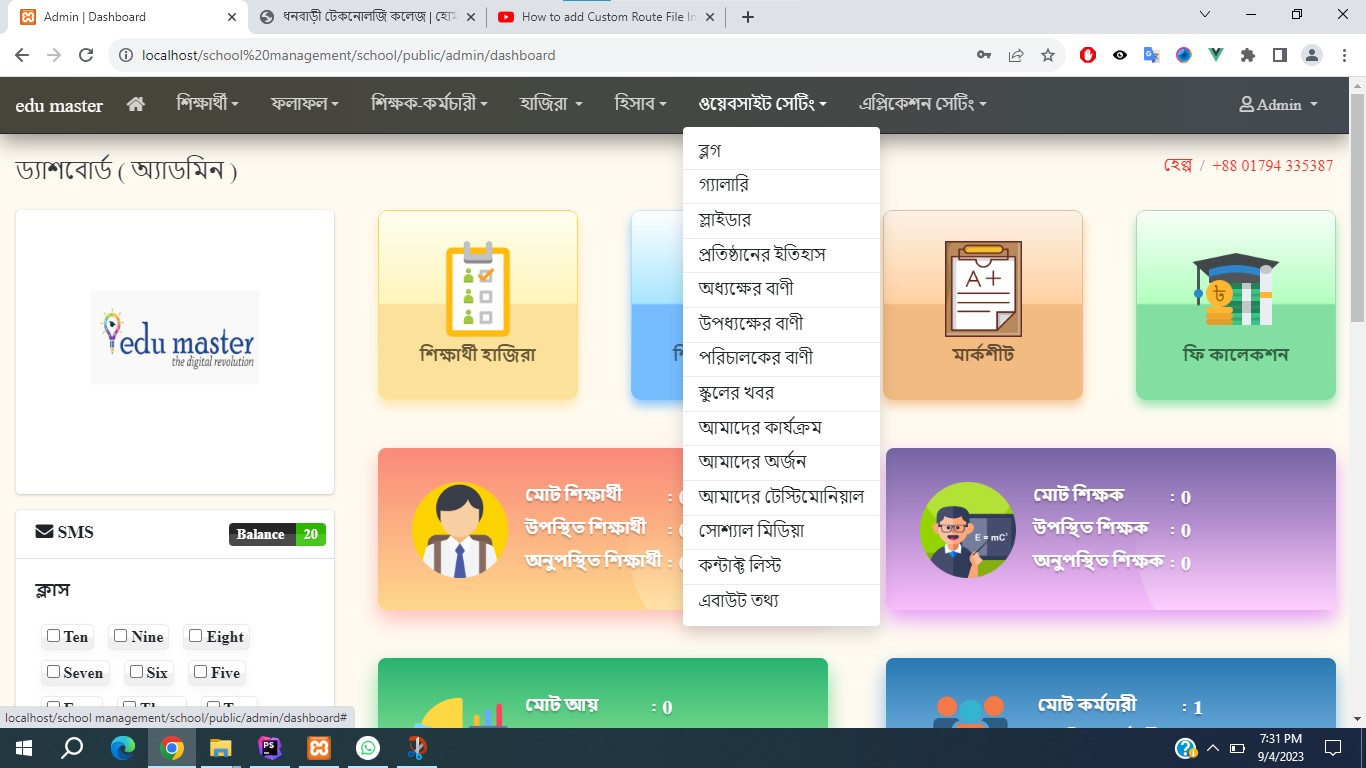 Admin | Dashboard
ধনবাড়ী টেকনোলজি কলেজ | হোম
How to add Custom Route File In
localhost/school%20management/school/public/admin/dashboard
edu master
শিক্ষার্থী
ফলাফল
শিক্ষক-কর্মচারী
হাজিরা
হিসাব
ওয়েবসাইট সেটিং
এপ্লিকেশন সেটিং
Admin
ড্যাশবোর্ড ( অ্যাডমিন )
হেল্প / +88 01794 335387
ব্লগ
গ্যালারি
স্লাইডার
প্রতিষ্ঠানের ইতিহাস
অধ্যক্ষের বাণী
উপধ্যক্ষের বাণী
পরিচালকের বাণী
স্কুলের খবর
আমাদের কার্যক্রম
আমাদের অর্জন
আমাদের টেস্টিমোনিয়াল
সোশ্যাল মিডিয়া
কন্টাক্ট লিস্ট
এবাউট তথ্য
edu master
the digital revolution
শিক্ষার্থী হাজিরা
A+
মার্কশীট
৳
ফি কালেকশন
SMS
Balance 20
ক্লাস
Ten
Nine
Eight
Seven
Six
Five
মোট শিক্ষার্থী :
উপস্থিত শিক্ষার্থী :
অনুপস্থিত শিক্ষার্থী :
E = mC²
মোট শিক্ষক : 0
উপস্থিত শিক্ষক : 0
অনুপস্থিত শিক্ষক : 0
মোট আয় : 0
মোট কর্মচারী : 1
localhost/school management/school/public/admin/dashboard#
PS
7:31 PM
9/4/2023